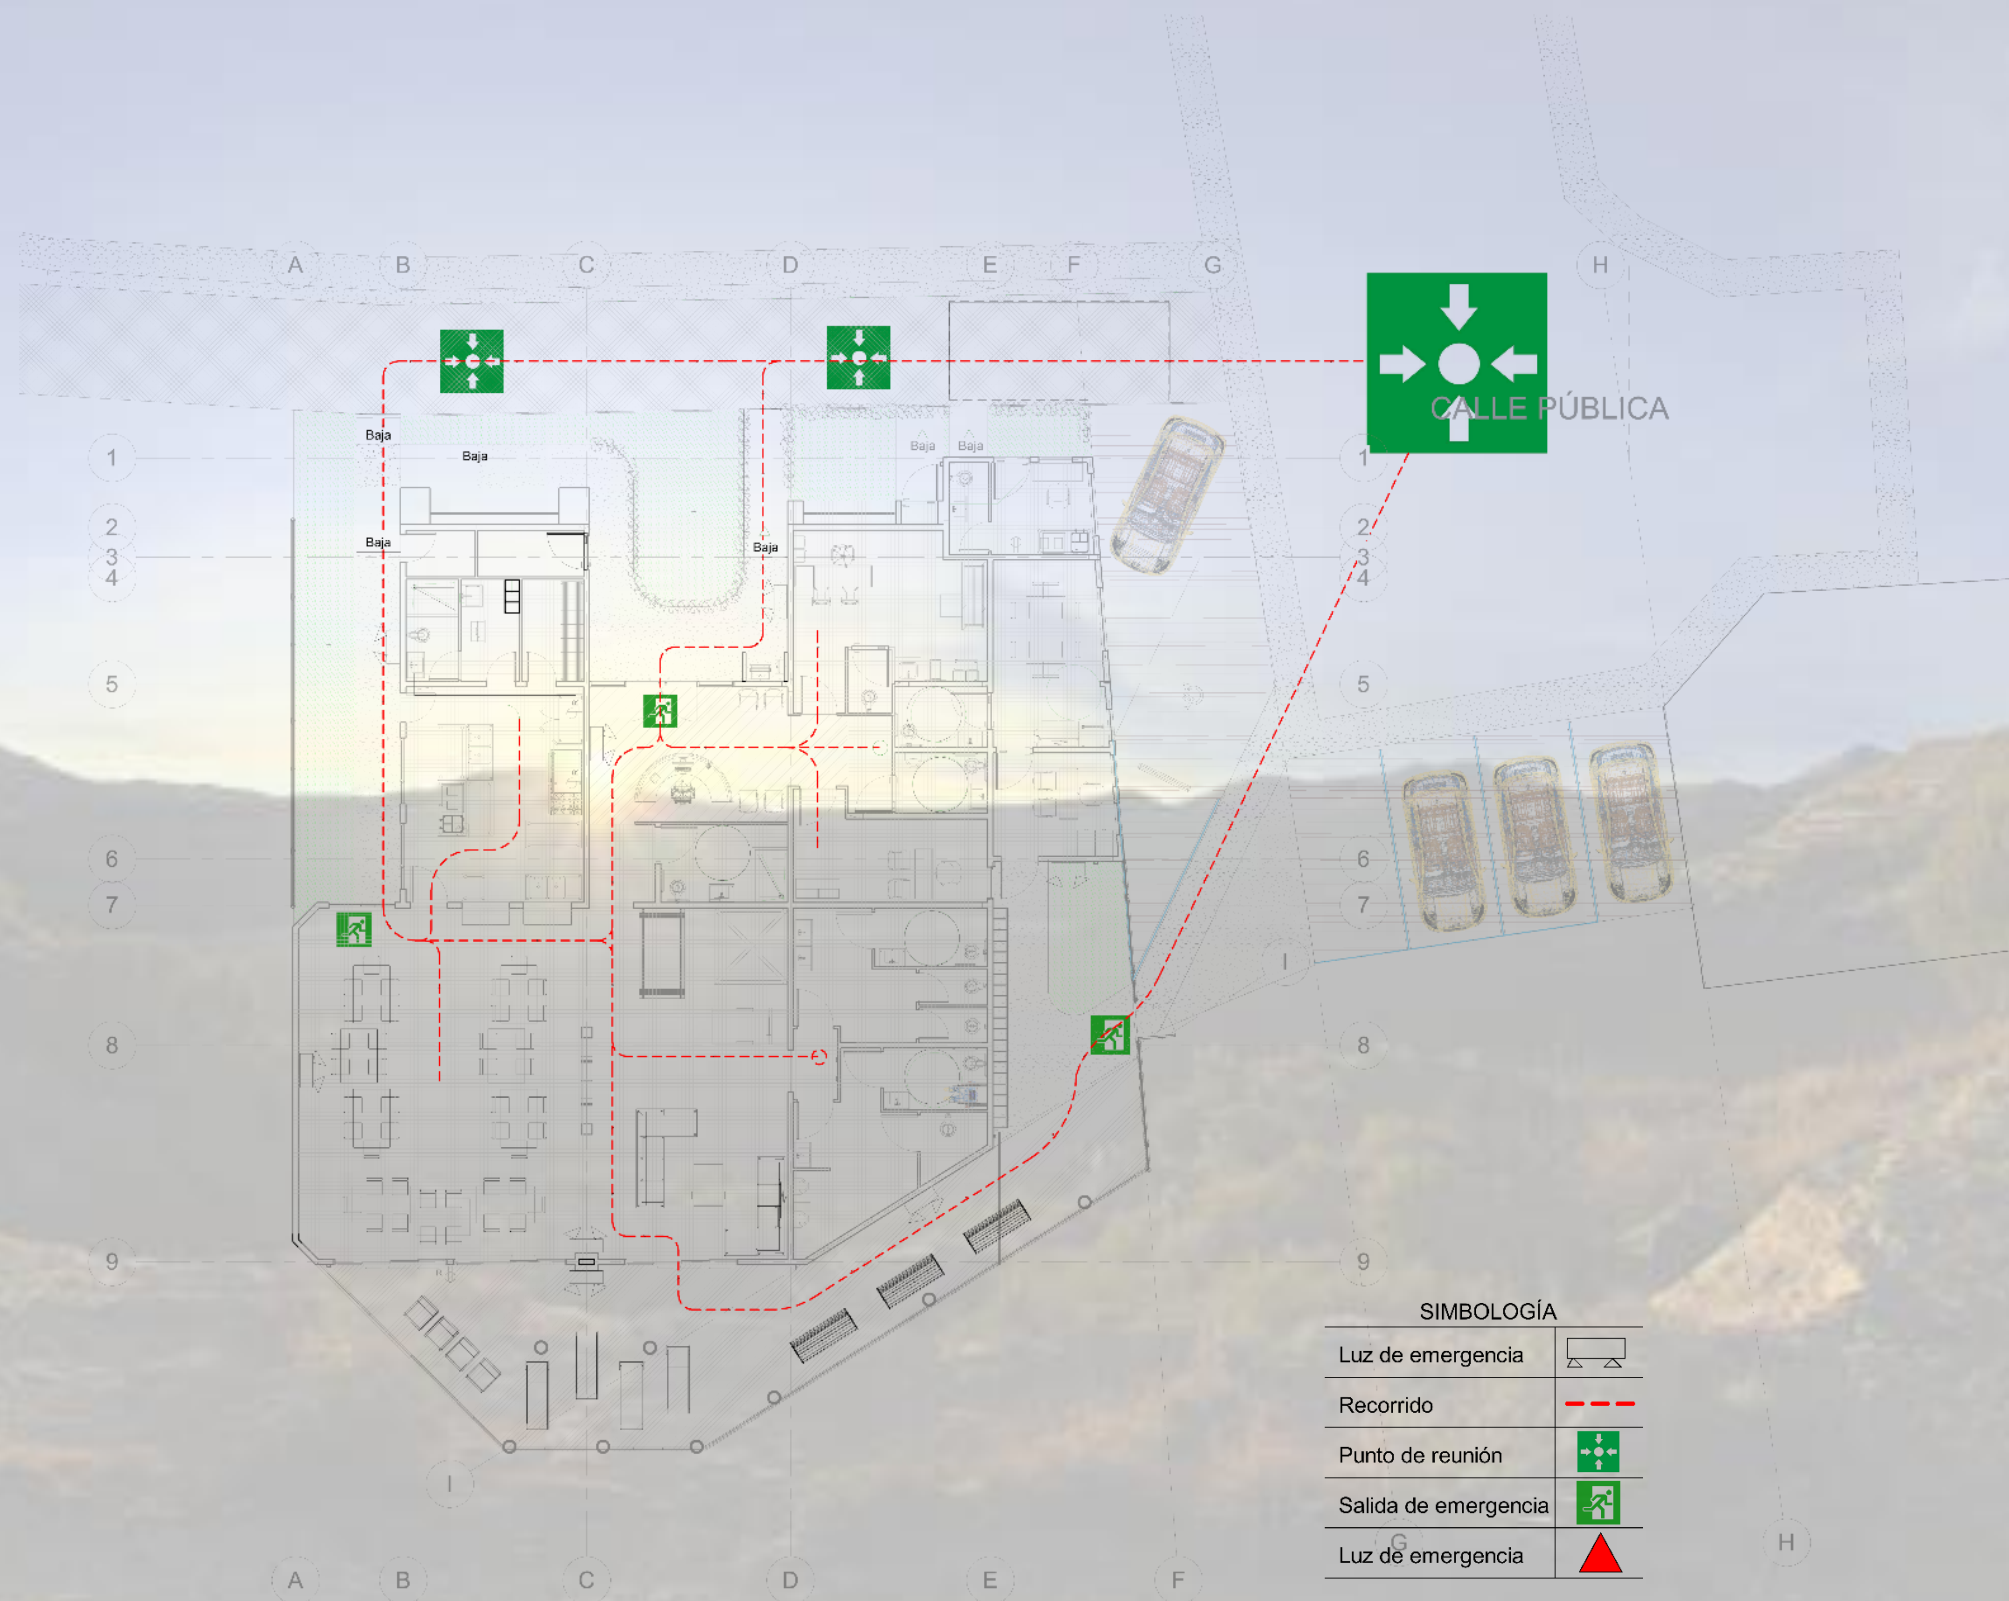 A B C D E F G H
CALLE PÚBLICA
Baja
Baja
Baja Baja
1 1
2 2
Baja
Baja
3 3
4 4
5 5
6 6
7 7
I
8 8
9 9
R
SIMBOLOGÍA
Luz de emergencia
Recorrido
Punto de reunión
I
Salida de emergencia
G H
Luz de emergencia
A B C D E F